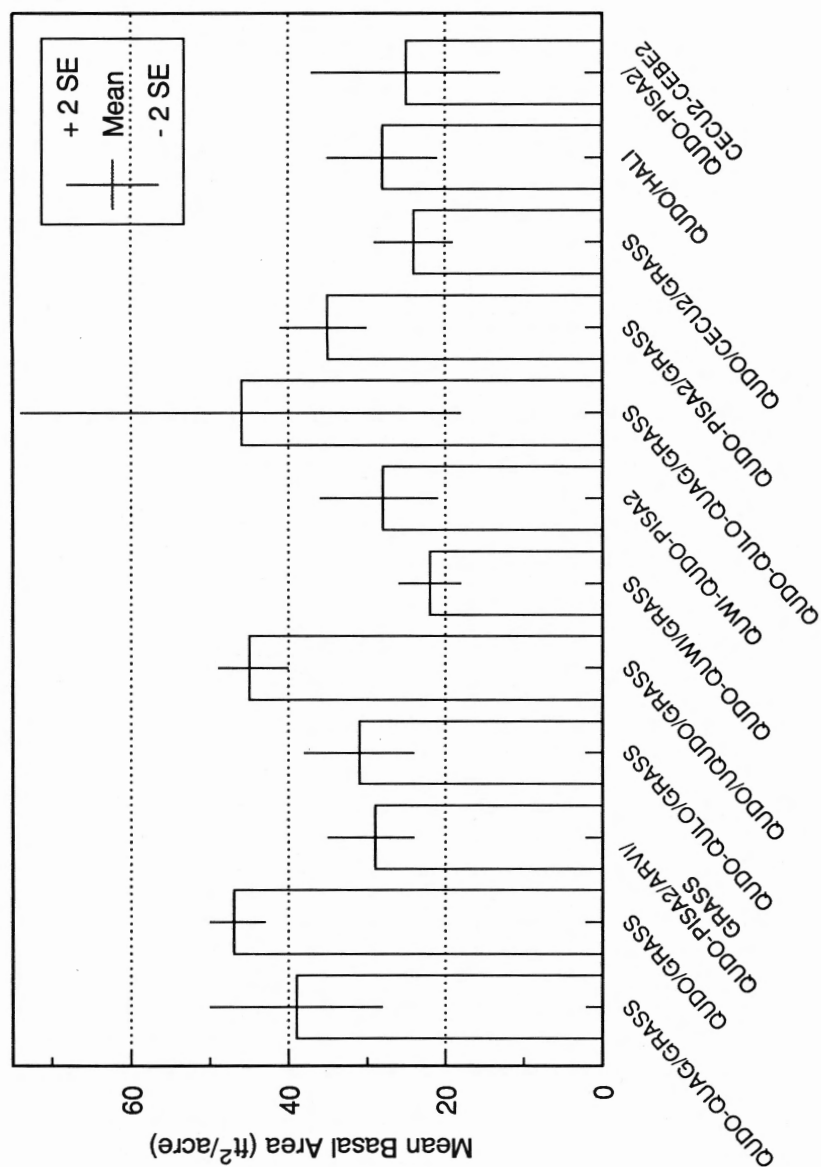 Mean Basal Area (ft²/acre)
60
40
20
0
+ 2 SE
Mean
- 2 SE
QUDO-QUAG/GRASS
QUDO/GRASS
QUDO-PISA2/ARVI/
GRASS
QUDO-QULO/GRASS
QUDO/UQUDO/GRASS
QUDO-QUWI/GRASS
QUWI-QUDO-PISA2
QUDO-QULO-QUAG/GRASS
QUDO-PISA2/GRASS
QUDO/CECU2/GRASS
QUDO/HALI
QUDO-PISA2/
CECU2-CEBE2